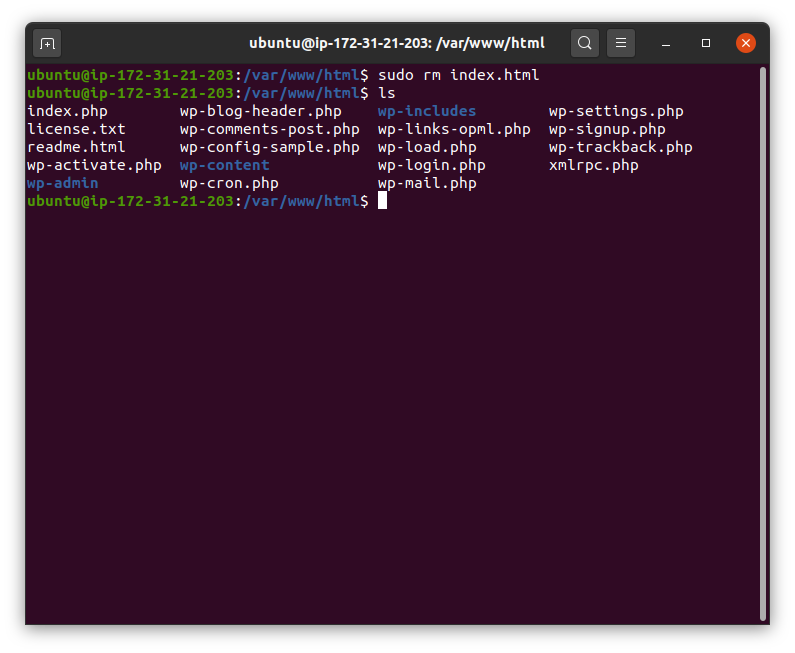 ubuntu@ip-172-31-21-203: /var/www/html
ubuntu@ip-172-31-21-203:/var/www/html$ sudo rm index.html
ubuntu@ip-172-31-21-203:/var/www/html$ ls
index.php        wp-blog-header.php    wp-includes        wp-settings.php
license.txt      wp-comments-post.php  wp-links-opml.php  wp-signup.php
readme.html      wp-config-sample.php  wp-load.php        wp-trackback.php
wp-activate.php  wp-content            wp-login.php       xmlrpc.php
wp-admin         wp-cron.php           wp-mail.php
ubuntu@ip-172-31-21-203:/var/www/html$